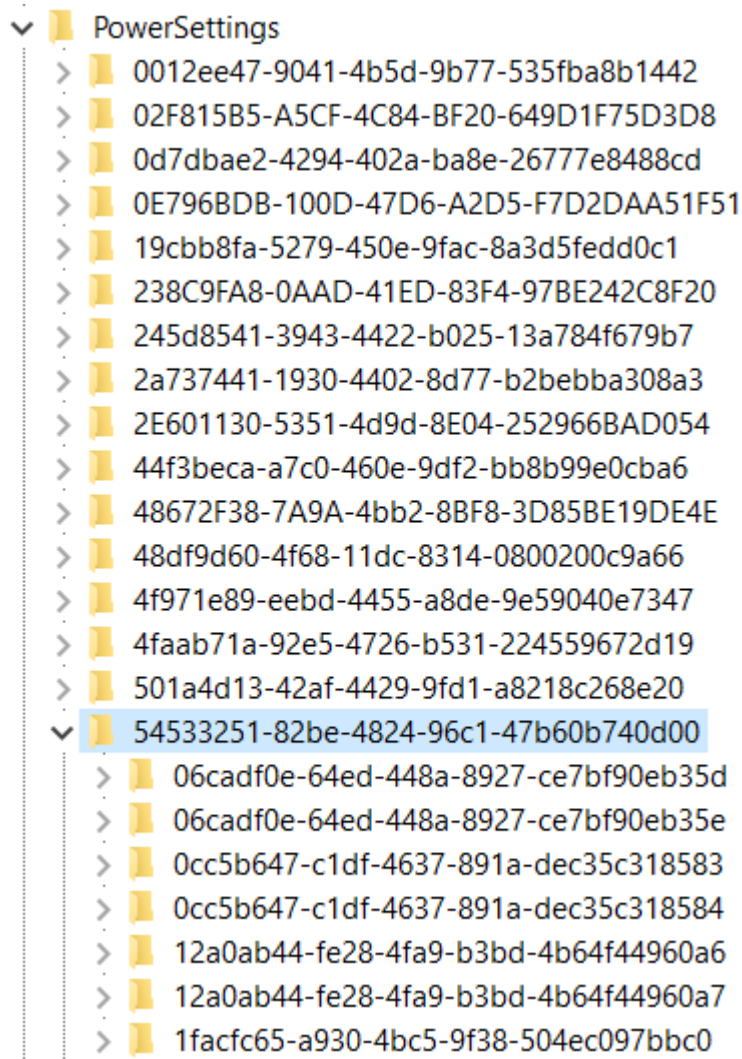 PowerSettings
0012ee47-9041-4b5d-9b77-535fba8b1442
02F815B5-A5CF-4C84-BF20-649D1F75D3D8
0d7dbae2-4294-402a-ba8e-26777e8488cd
0E796BDB-100D-47D6-A2D5-F7D2DAA51F51
19cbb8fa-5279-450e-9fac-8a3d5fedd0c1
238C9FA8-0AAD-41ED-83F4-97BE242C8F20
245d8541-3943-4422-b025-13a784f679b7
2a737441-1930-4402-8d77-b2bebba308a3
2E601130-5351-4d9d-8E04-252966BAD054
44f3beca-a7c0-460e-9df2-bb8b99e0cba6
48672F38-7A9A-4bb2-8BF8-3D85BE19DE4E
48df9d60-4f68-11dc-8314-0800200c9a66
4f971e89-eebd-4455-a8de-9e59040e7347
4faab71a-92e5-4726-b531-224559672d19
501a4d13-42af-4429-9fd1-a8218c268e20
54533251-82be-4824-96c1-47b60b740d00
06cadf0e-64ed-448a-8927-ce7bf90eb35d
06cadf0e-64ed-448a-8927-ce7bf90eb35e
0cc5b647-c1df-4637-891a-dec35c318583
0cc5b647-c1df-4637-891a-dec35c318584
12a0ab44-fe28-4fa9-b3bd-4b64f44960a6
12a0ab44-fe28-4fa9-b3bd-4b64f44960a7
1facfc65-a930-4bc5-9f38-504ec097bbc0